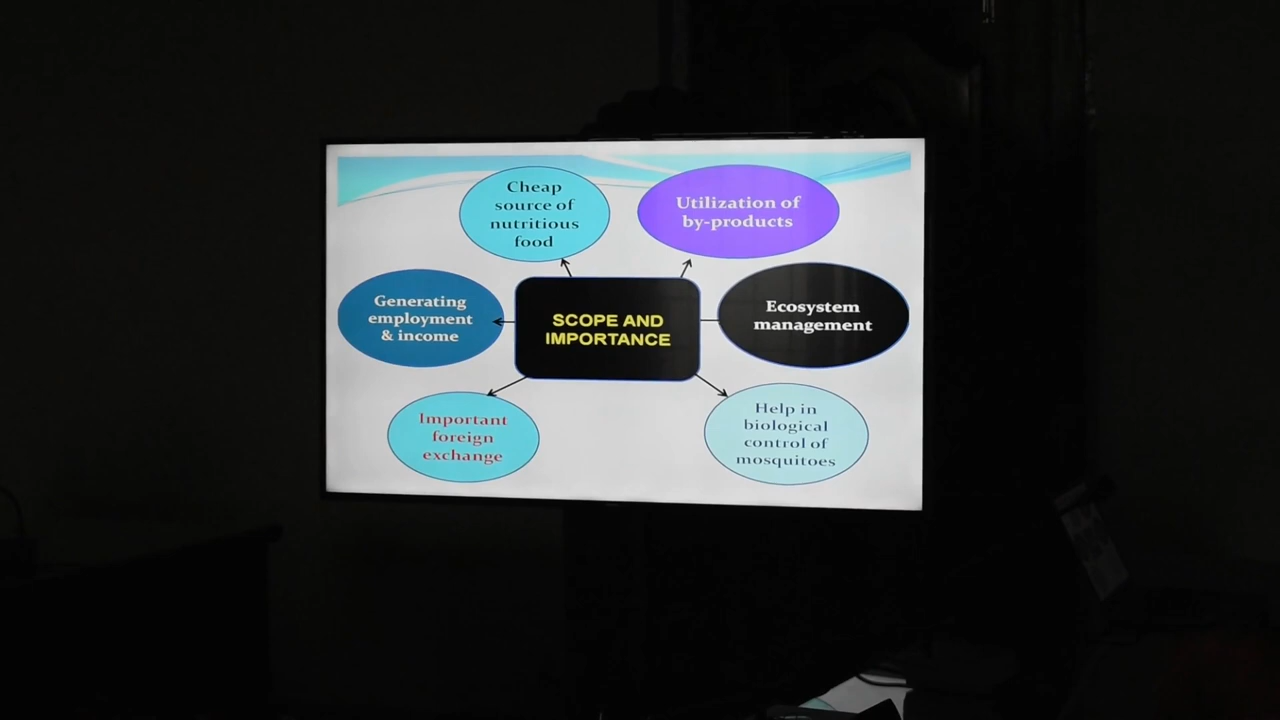 Cheap
source of
nutritious
food
Utilization of
by-products
Generating
employment
& income
SCOPE AND
IMPORTANCE
Ecosystem
management
Important
foreign
exchange
Help in
biological
control of
mosquitoes